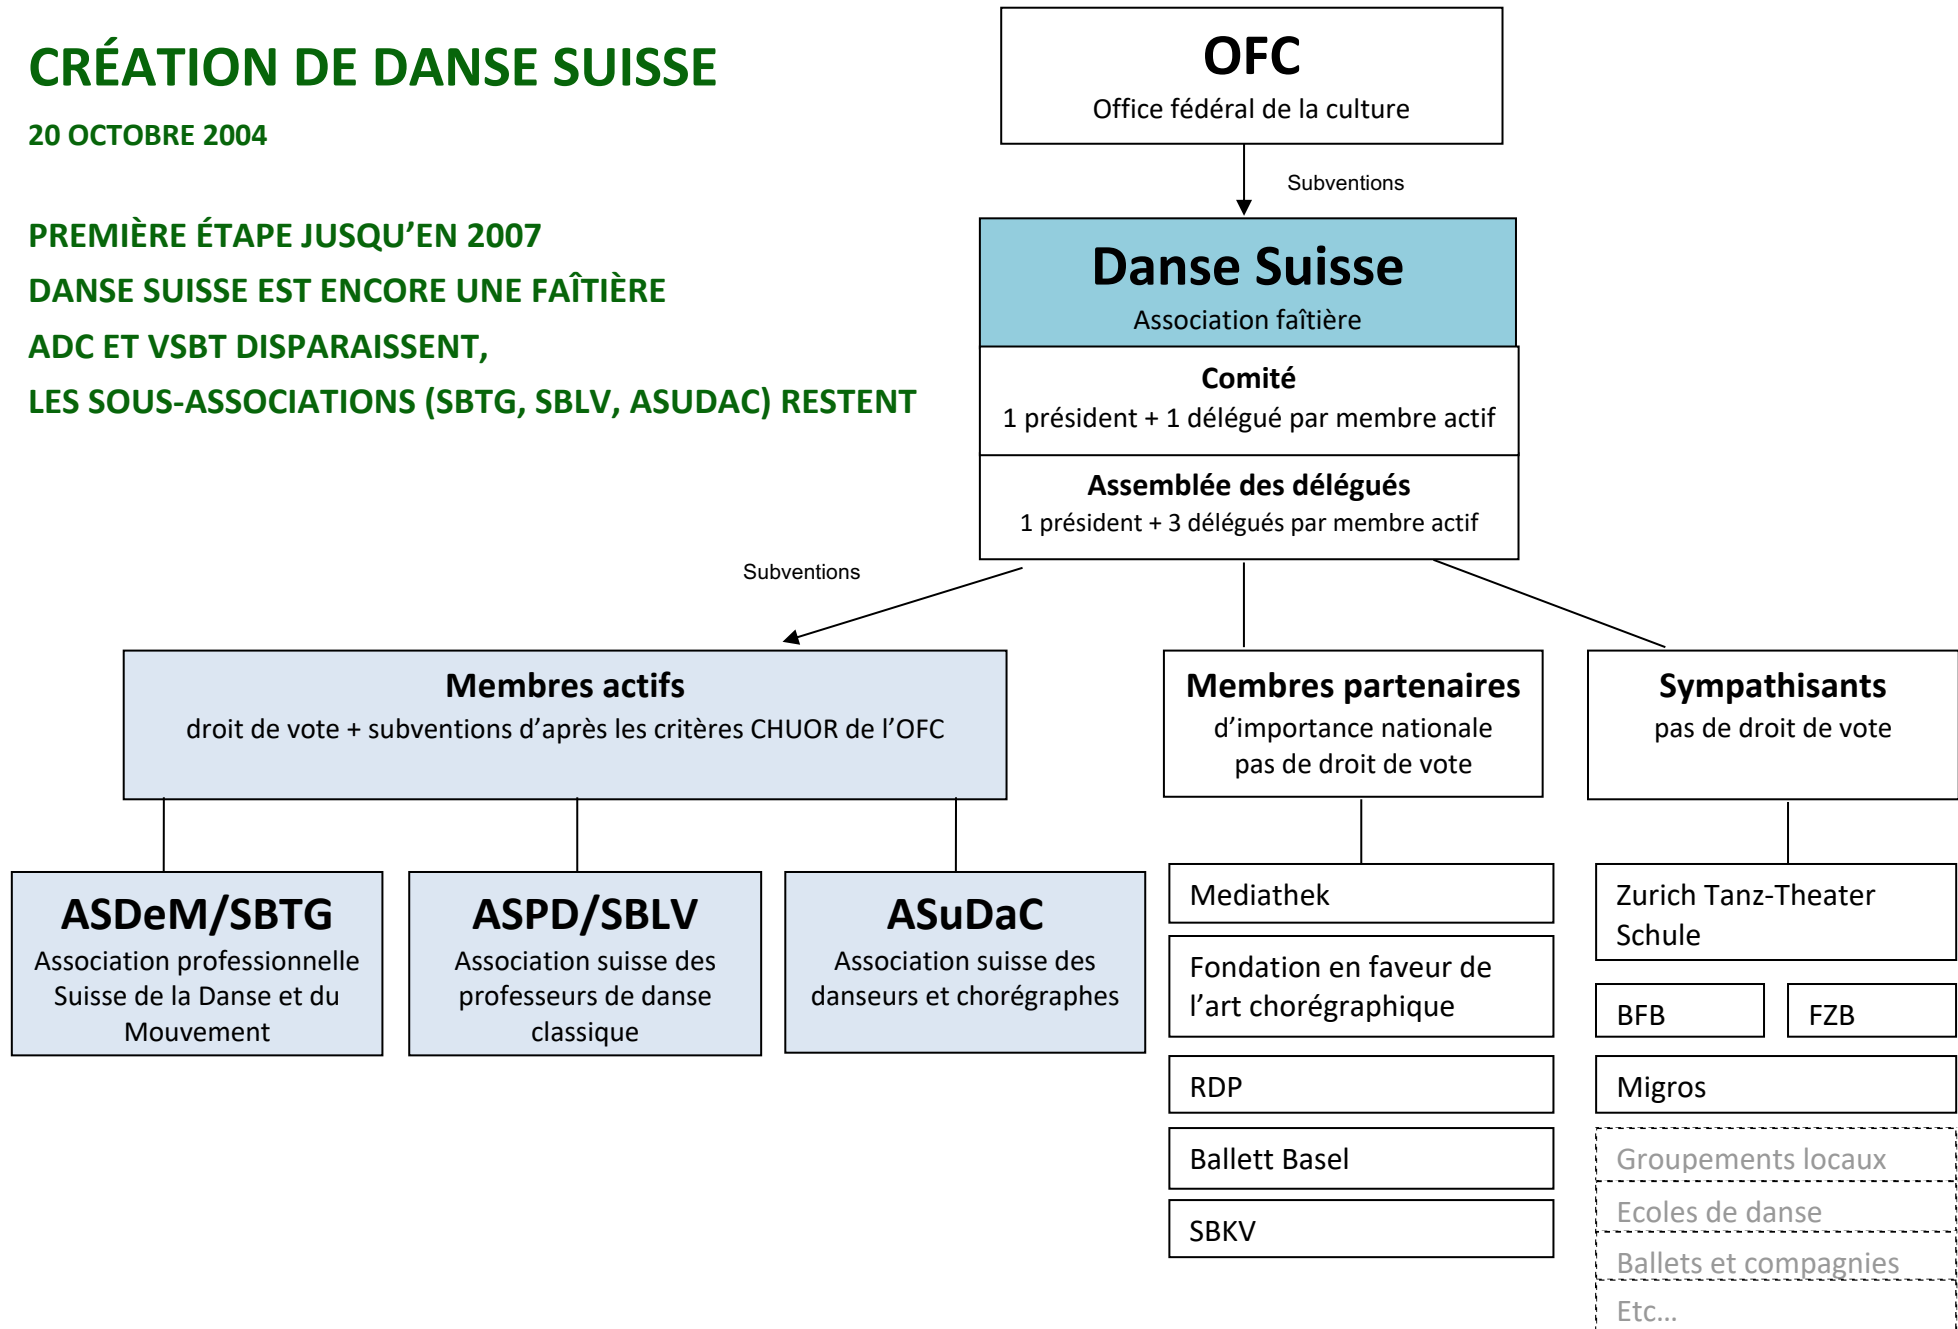 CRÉATION DE DANSE SUISSE
20 OCTOBRE 2004
PREMIÈRE ÉTAPE JUSQU’EN 2007
DANSE SUISSE EST ENCORE UNE FAÎTIÈRE
ADC ET VSBT DISPARAISSENT,
LES SOUS-ASSOCIATIONS (SBTG, SBLV, ASUDAC) RESTENT
OFC
Office fédéral de la culture
Subventions
Danse Suisse
Association faîtière
Comité
1 président + 1 délégué par membre actif
Assemblée des délégués
1 président + 3 délégués par membre actif
Subventions
Membres actifs
droit de vote + subventions d’après les critères CHUOR de l’OFC
Membres partenaires
d’importance nationale
pas de droit de vote
Sympathisants
pas de droit de vote
ASDeM/SBTG
Association professionnelle
Suisse de la Danse et du
Mouvement
ASPD/SBLV
Association suisse des
professeurs de danse
classique
ASuDaC
Association suisse des
danseurs et chorégraphes
Mediathek
Fondation en faveur de
l’art chorégraphique
RDP
Ballett Basel
SBKV
Zurich Tanz-Theater
Schule
BFB
FZB
Migros
Groupements locaux
Ecoles de danse
Ballets et compagnies
Etc…